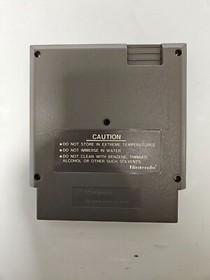 CAUTION
•DO NOT STORE IN EXTREME TEMPERATURES
•DO NOT IMMERSE IN WATER
•DO NOT CLEAN WITH BENZENE, THINNER,
ALCOHOL OR OTHER SUCH SOLVENTS
Nintendo